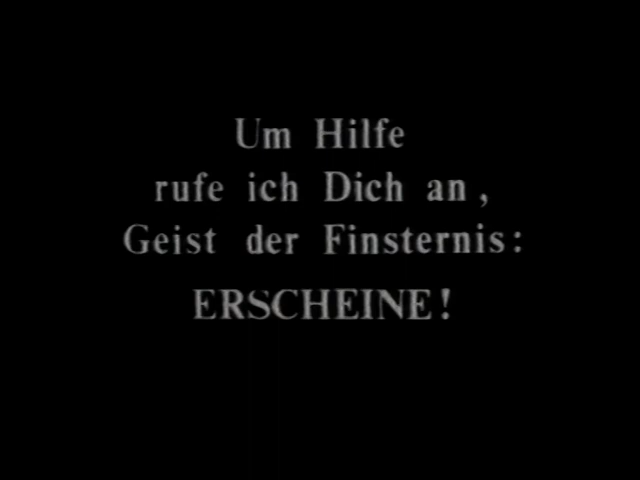 Um Hilfe
rufe ich Dich an,
Geist der Finsternis:
ERSCHEINE!